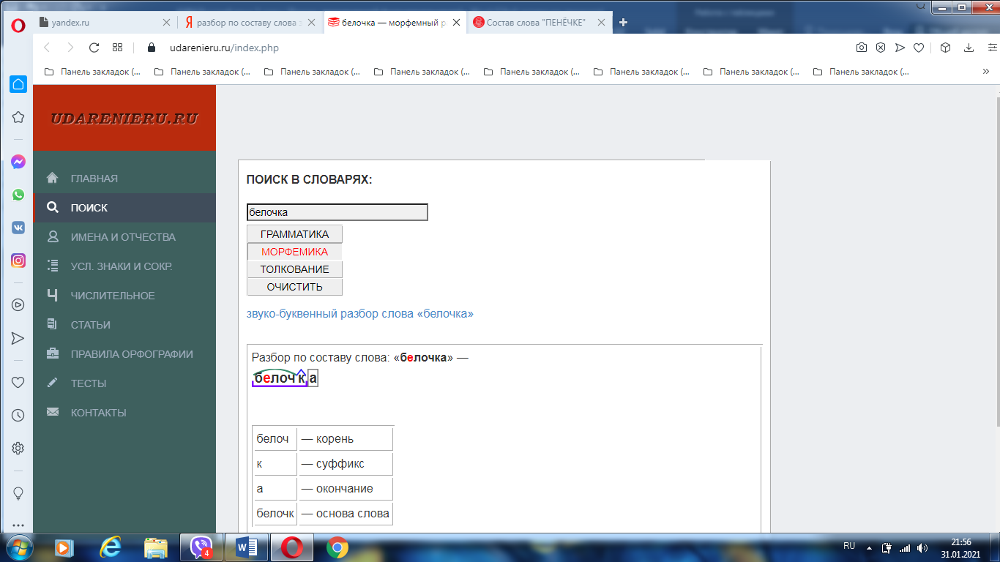 yandex.ru
разбор по составу слова з
белочка — морфемный р
Состав слова "ПЕНЁЧКЕ"
udarenieru.ru/index.php
Панель закладок (... Панель закладок (... Панель закладок (... Панель закладок (... Панель закладок (... Панель закладок (... Панель закладок (... Панель закладок (...
UDARENIERU.RU
ГЛАВНАЯ
ПОИСК
ИМЕНА И ОТЧЕСТВА
УСЛ. ЗНАКИ И СОКР.
ЧИСЛИТЕЛЬНОЕ
СТАТЬИ
ПРАВИЛА ОРФОГРАФИИ
ТЕСТЫ
КОНТАКТЫ
ПОИСК В СЛОВАРЯХ:
белочка
ГРАММАТИКА
МОРФЕМИКА
ТОЛКОВАНИЕ
ОЧИСТИТЬ
звуко-буквенный разбор слова «белочка»
Разбор по составу слова: «белочка» —
белочка
белоч — корень
к — суффикс
а — окончание
белочк — основа слова
4
RU
21:56
31.01.2021